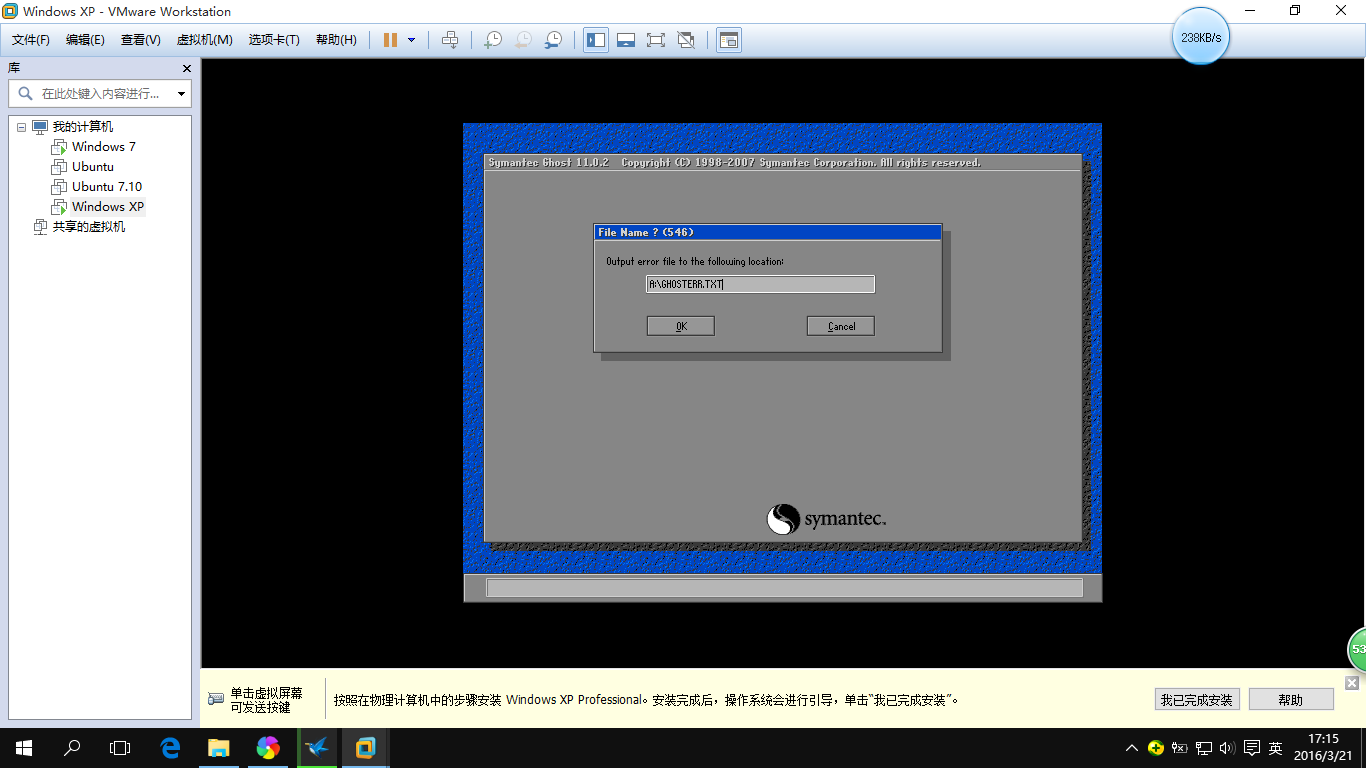 Windows XP - VMware Workstation
文件(F) 编辑(E) 查看(V) 虚拟机(M) 选项卡(T) 帮助(H)
238KB/s
库
在此处键入内容进行...
我的计算机
Windows 7
Ubuntu
Ubuntu 7.10
Windows XP
共享的虚拟机
Symantec Ghost 11.0.2 Copyright (C) 1998-2007 Symantec Corporation. All rights reserved.
File Name ? (546)
Output error file to the following location:
A:\GHOSTERR.TXT
OK Cancel
symantec.
单击虚拟屏幕
可发送按键
按照在物理计算机中的步骤安装 Windows XP Professional。安装完成后，操作系统会进行引导，单击“我已完成安装”。
我已完成安装 帮助
53
英
17:15
2016/3/21